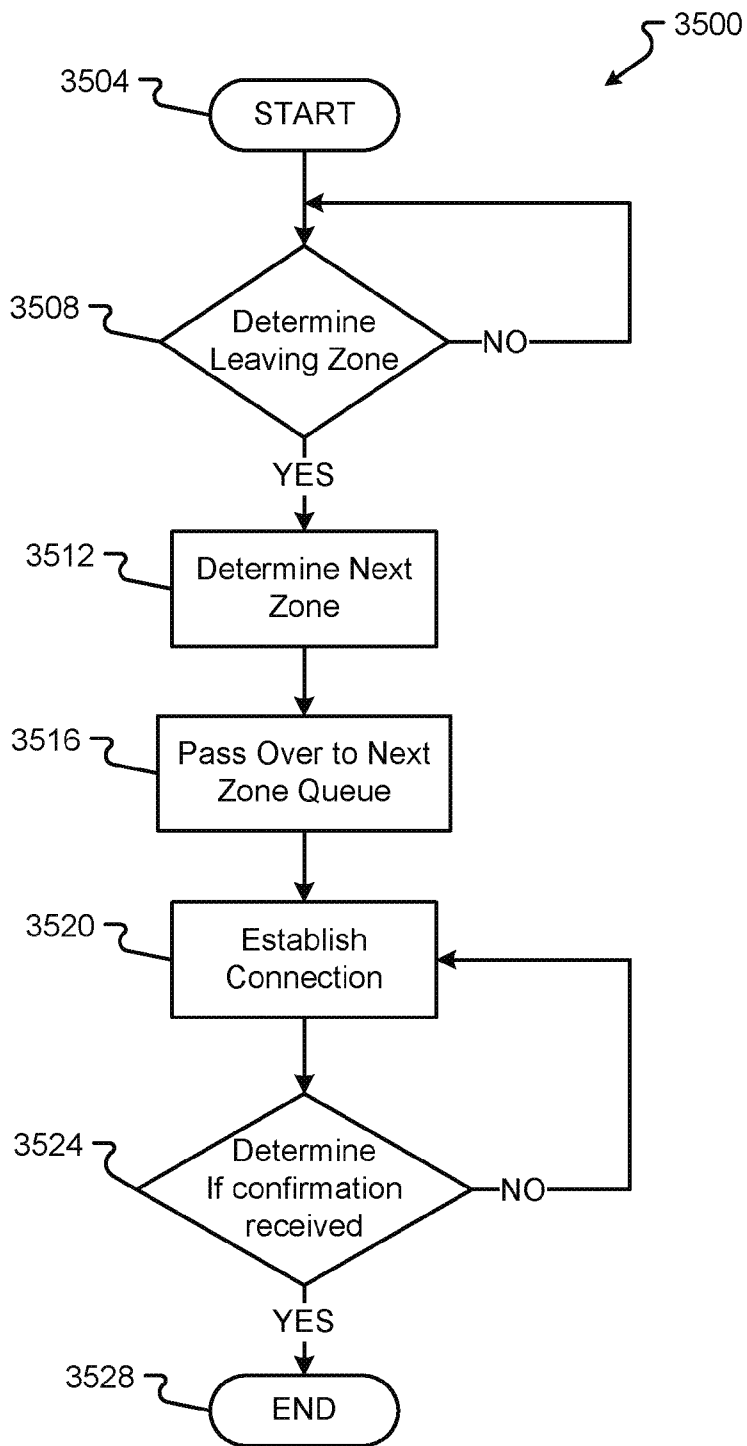 3500
3504
START
3508
Determine
Leaving Zone
NO
YES
3512
Determine Next
Zone
3516
Pass Over to Next
Zone Queue
3520
Establish
Connection
3524
Determine
If confirmation
received
NO
YES
3528
END